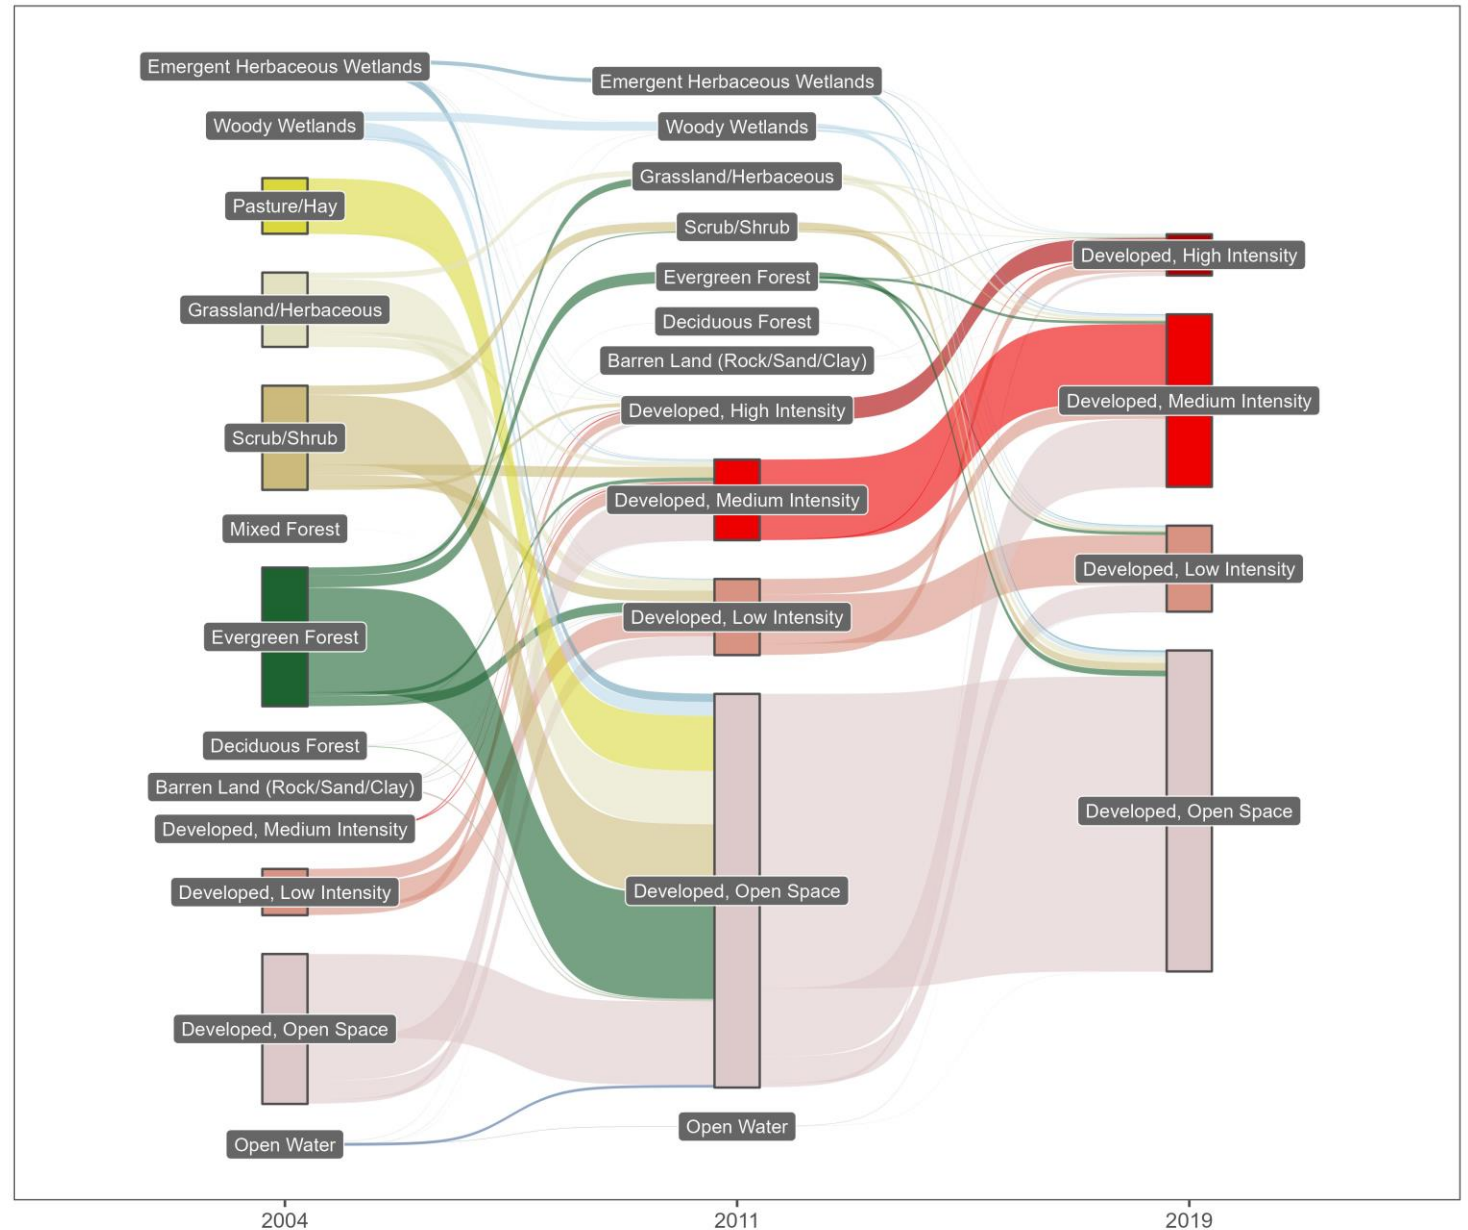 Emergent Herbaceous Wetlands
Woody Wetlands
Pasture/Hay
Grassland/Herbaceous
Scrub/Shrub
Mixed Forest
Evergreen Forest
Deciduous Forest
Barren Land (Rock/Sand/Clay)
Developed, Medium Intensity
Developed, Low Intensity
Developed, Open Space
Open Water
Emergent Herbaceous Wetlands
Woody Wetlands
Grassland/Herbaceous
Scrub/Shrub
Evergreen Forest
Deciduous Forest
Barren Land (Rock/Sand/Clay)
Developed, High Intensity
Developed, Medium Intensity
Developed, Low Intensity
Developed, Open Space
Open Water
Developed, High Intensity
Developed, Medium Intensity
Developed, Low Intensity
Developed, Open Space
2004
2011
2019